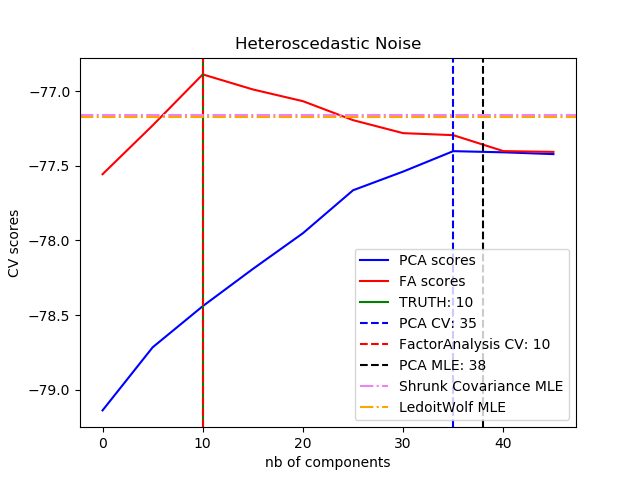 Heteroscedastic Noise
CV scores
−77.0
−77.5
−78.0
−78.5
−79.0
PCA scores
FA scores
TRUTH: 10
PCA CV: 35
FactorAnalysis CV: 10
PCA MLE: 38
Shrunk Covariance MLE
LedoitWolf MLE
0 10 20 30 40
nb of components